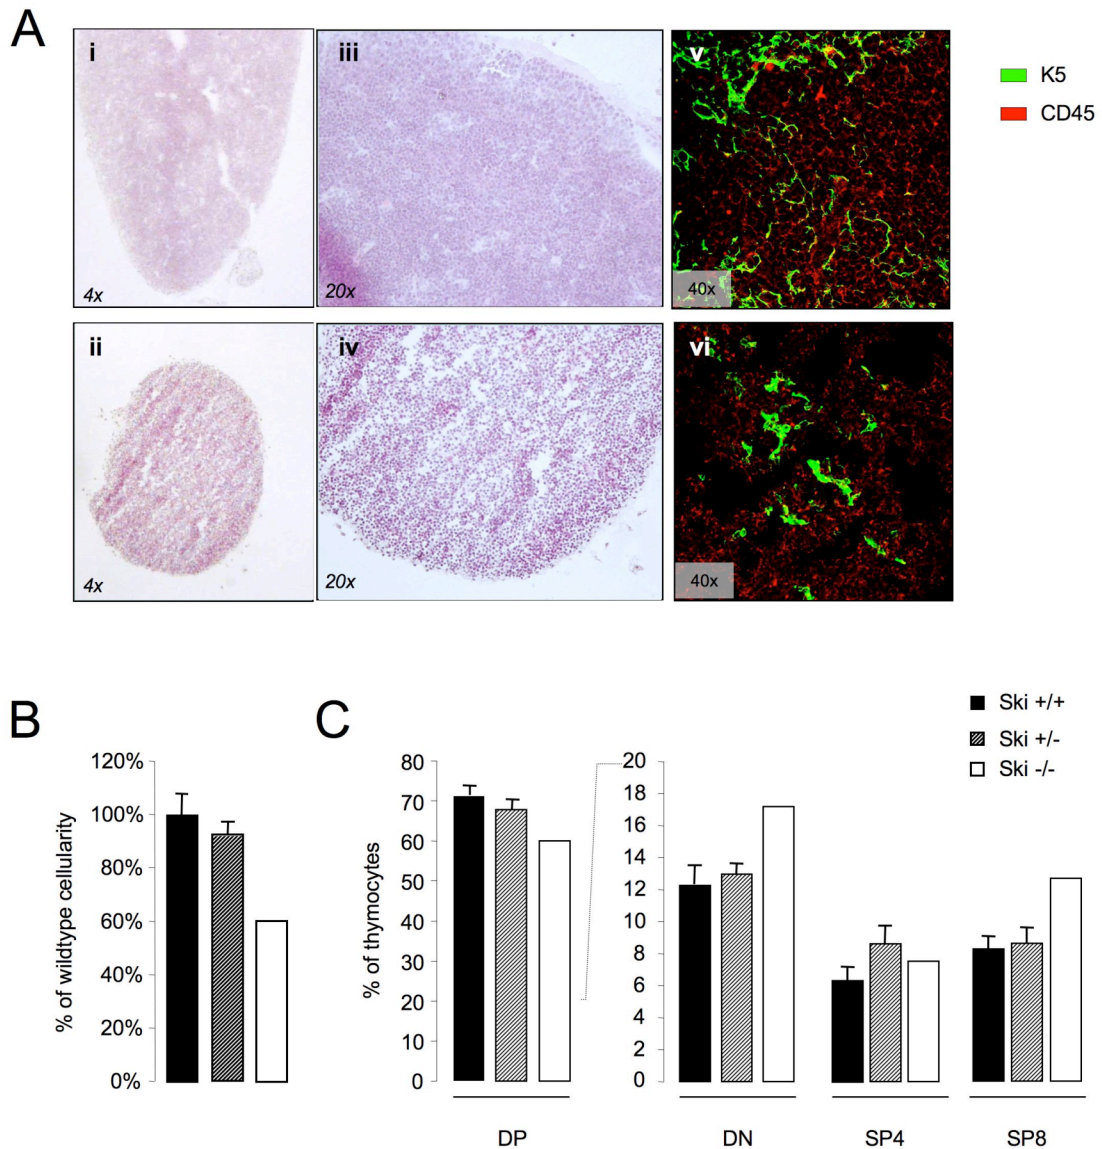 A
i
iii
v
K5
CD45
4x
20x
40x
ii
iv
vi
4x
20x
40x
B
C
Ski +/+
Ski +/-
Ski -/-
% of wildtype cellularity
120%
100%
80%
60%
40%
20%
0%
% of thymocytes
80
70
60
50
40
30
20
10
0
20
18
16
14
12
10
8
6
4
2
0
DP
DN
SP4
SP8